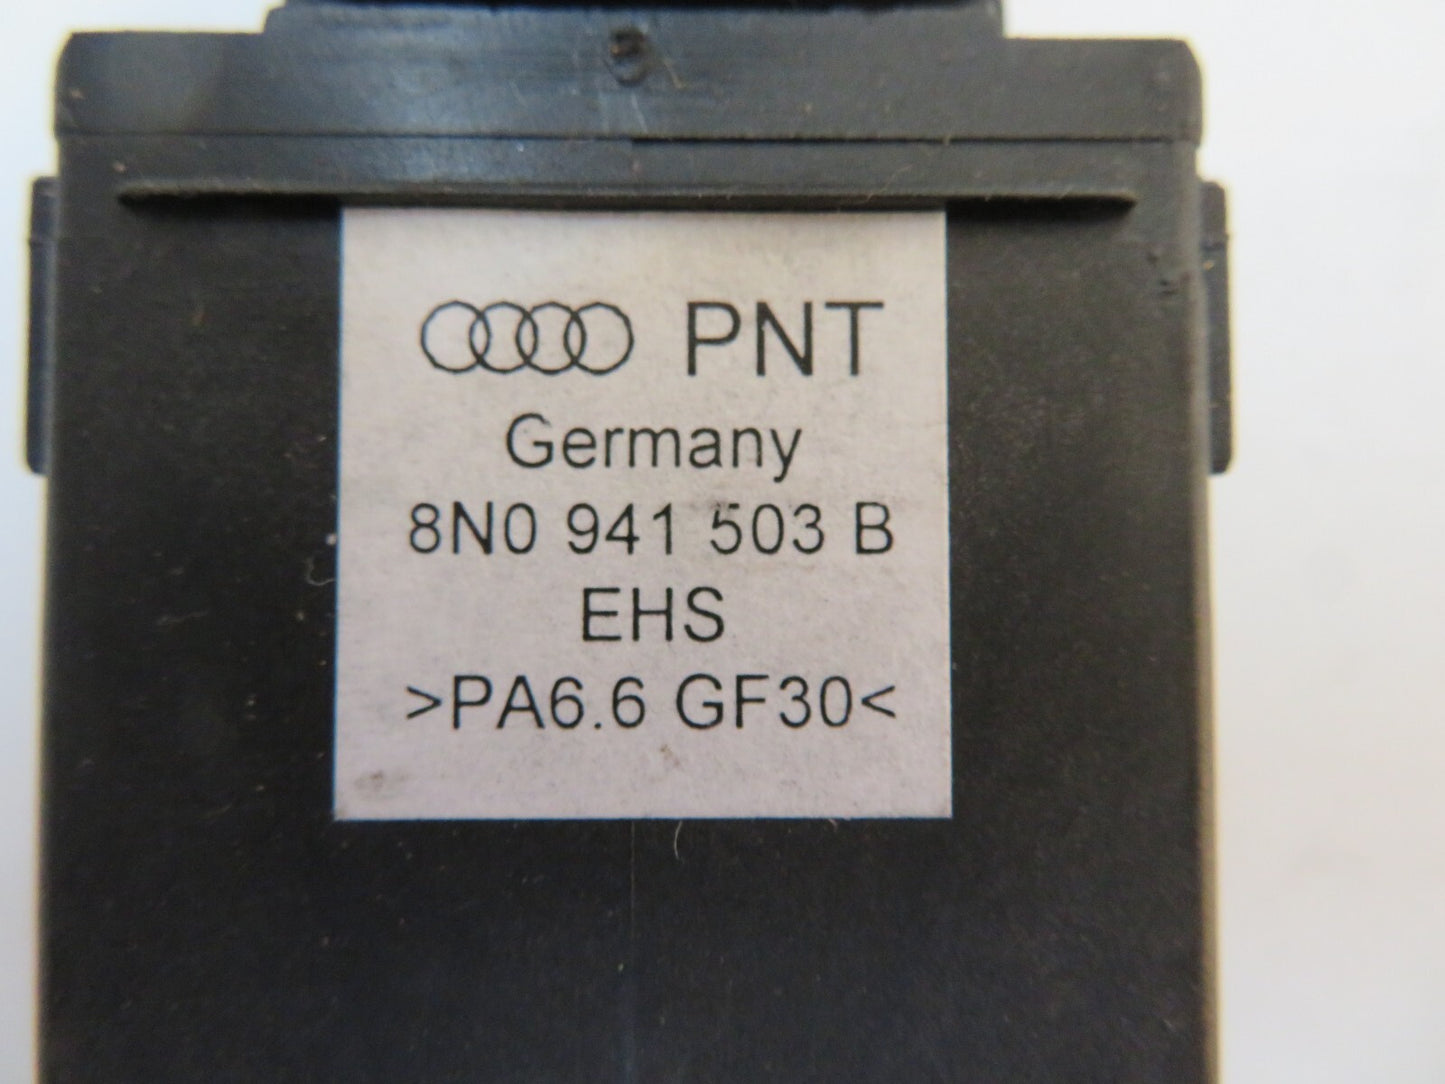 PNT
Germany
8N0 941 503 B
EHS
>PA6.6 GF30<